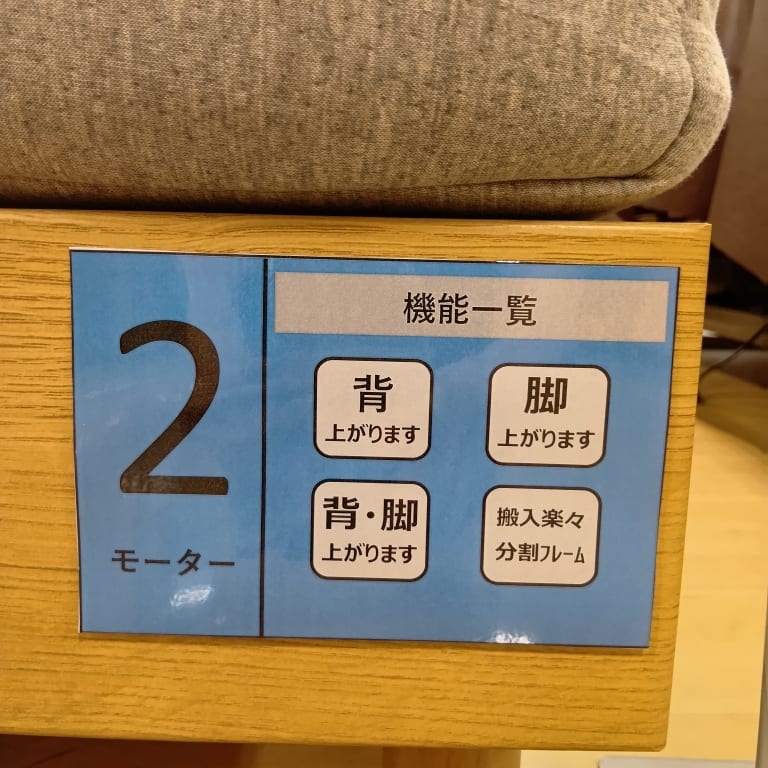 2
モーター
機能一覧
背
上がります
脚
上がります
背・脚
上がります
搬入楽々
分割フレーム